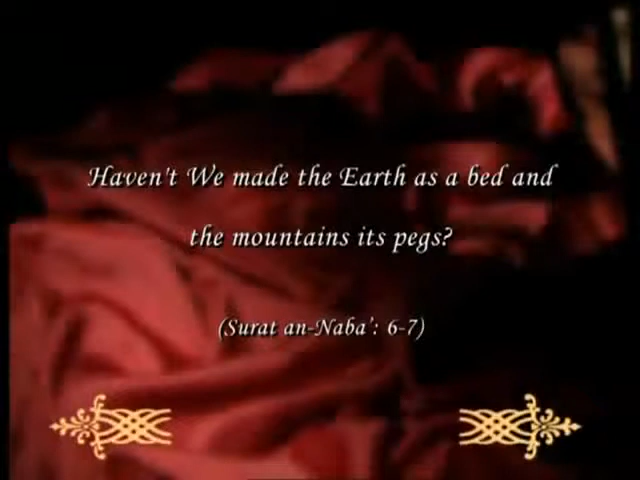 Haven't We made the Earth as a bed and
the mountains its pegs?
(Surat an-Naba’: 6-7)